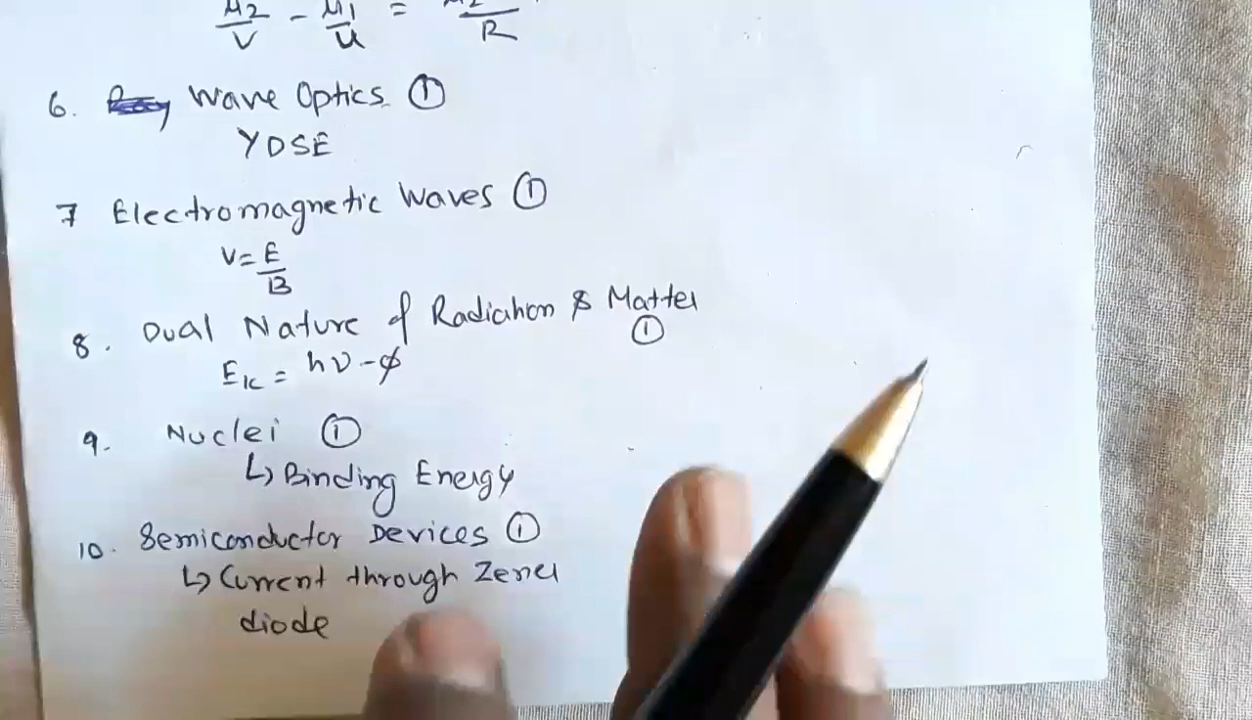 μ2/V - μ1/u = /R
6. Wave Optics ①
YDSE
7 Electromagnetic Waves ①
V = E/B
8. Dual Nature of Radiation & Matter
①
EK = hν - φ
9. Nuclei ①
↳ Binding Energy
10. Semiconductor Devices ①
↳ Current through Zener
diode